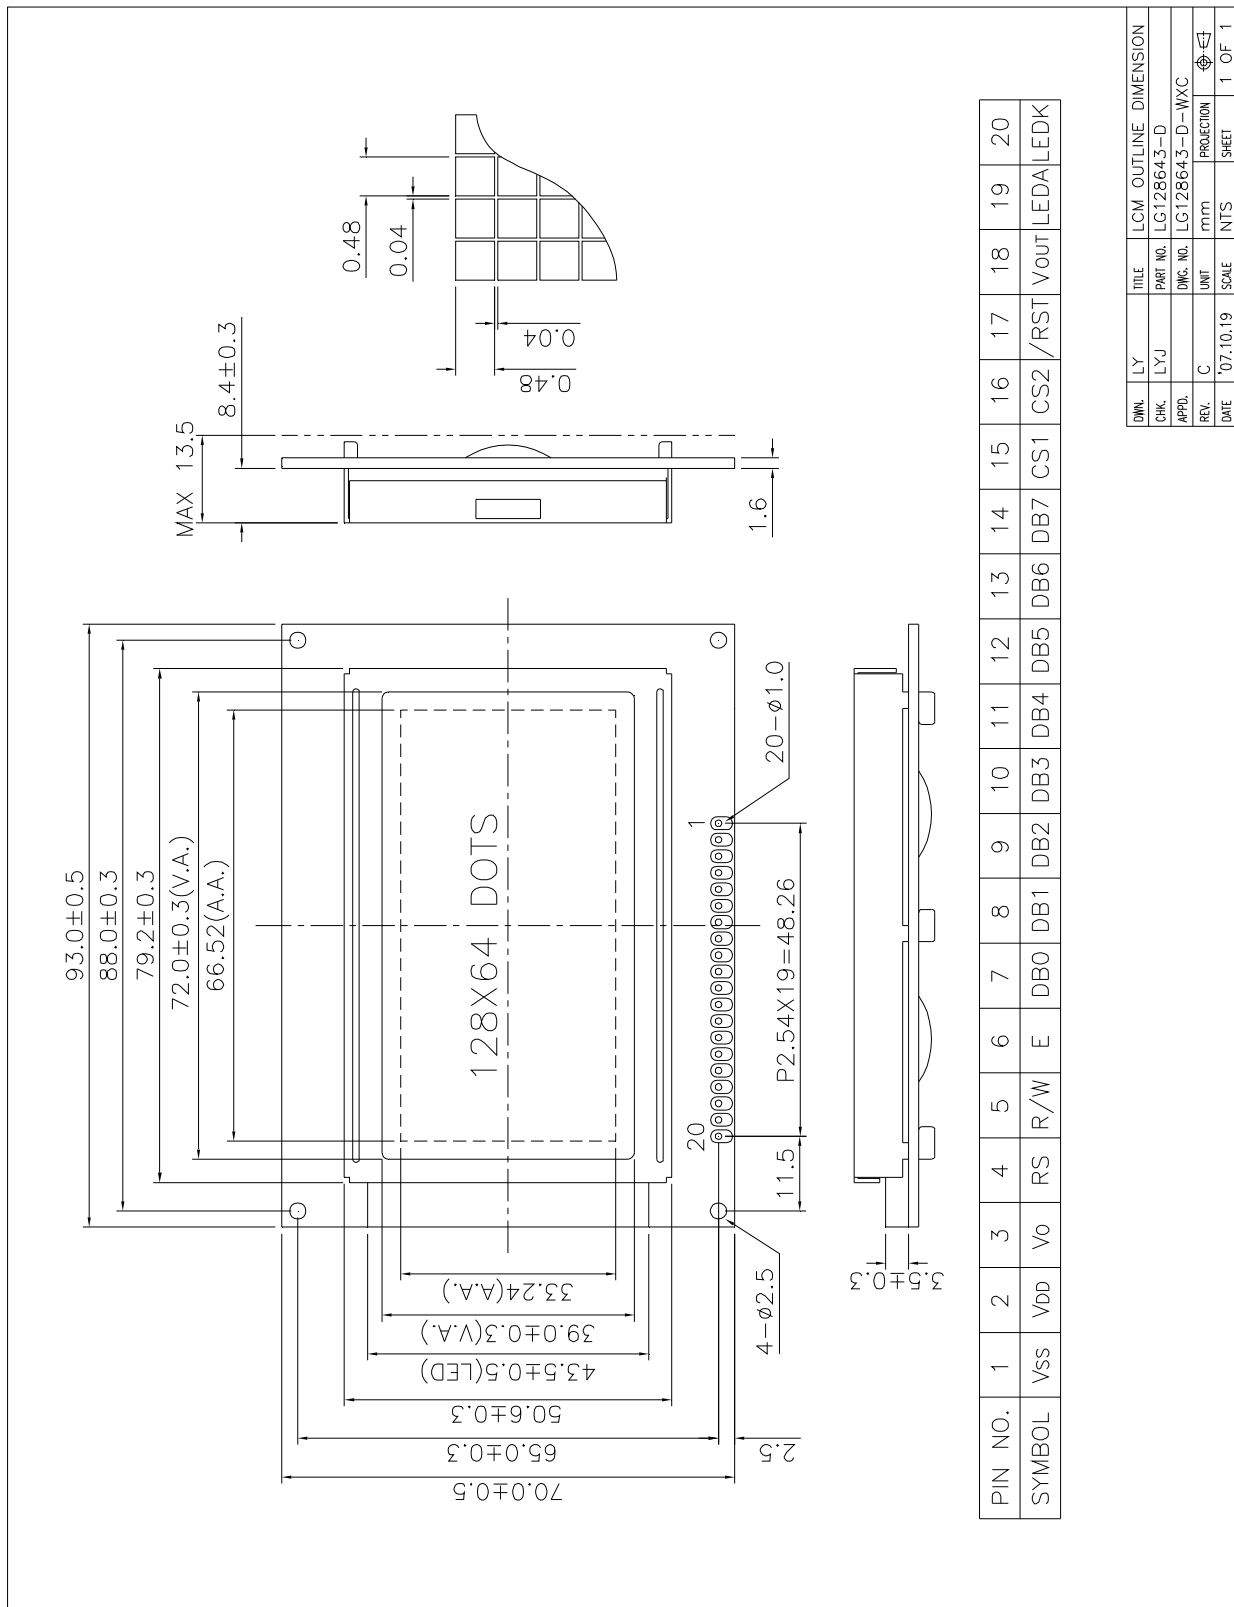 93.0±0.5
88.0±0.3
79.2±0.3
72.0±0.3(V.A.)
66.52(A.A.)
128X64 DOTS
MAX 13.5
8.4±0.3
1.6
0.48
0.04
0.04
0.48
70.0±0.5
65.0±0.3
50.6±0.3
43.5±0.5(LED)
39.0±0.3(V.A.)
33.24(A.A.)
2.5
20
1
11.5
P2.54X19=48.26
4-ø2.5
20-ø1.0
3.5±0.3
PIN NO. 1 2 3 4 5 6 7 8 9 10 11 12 13 14 15 16 17 18 19 20
SYMBOL VSS VDD VO RS R/W E DB0 DB1 DB2 DB3 DB4 DB5 DB6 DB7 CS1 CS2 /RST VOUT LEDA LEDK
DWN. LY TITLE LCM OUTLINE DIMENSION
CHK. LYJ PART NO. LG128643-D
APPD. DWG. NO. LG128643-D-WXC
REV. C UNIT mm PROJECTION
DATE '07.10.19 SCALE NTS SHEET 1 OF 1